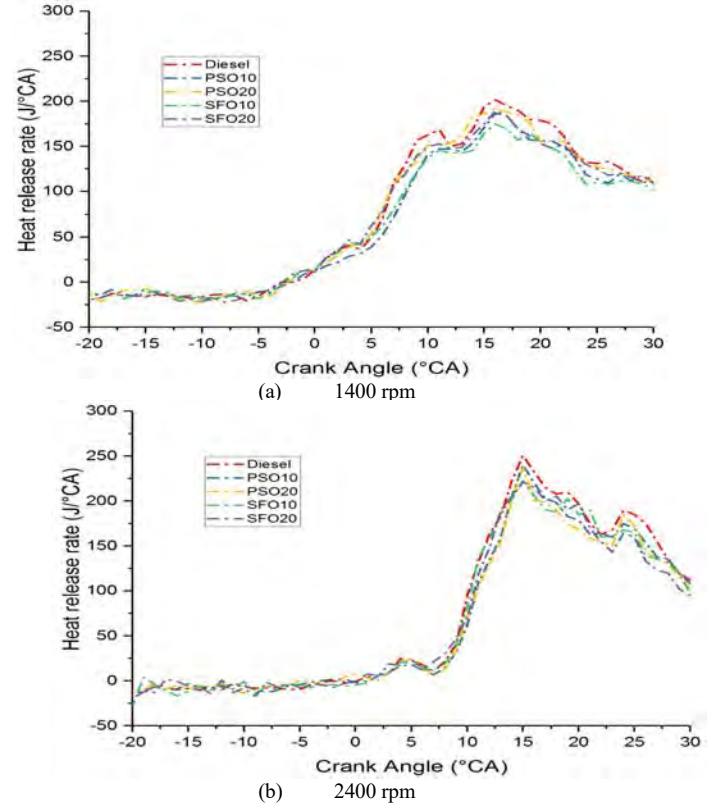 300
250
200
150
100
50
0
-50
Heat release rate (J/°CA)
Diesel
PSO10
PSO20
SFO10
SFO20
-20 -15 -10 -5 0 5 10 15 20 25 30
Crank Angle (°CA)
(a) 1400 rpm
300
250
200
150
100
50
0
-50
Heat release rate (J/°CA)
Diesel
PSO10
PSO20
SFO10
SFO20
-20 -15 -10 -5 0 5 10 15 20 25 30
Crank Angle (°CA)
(b) 2400 rpm